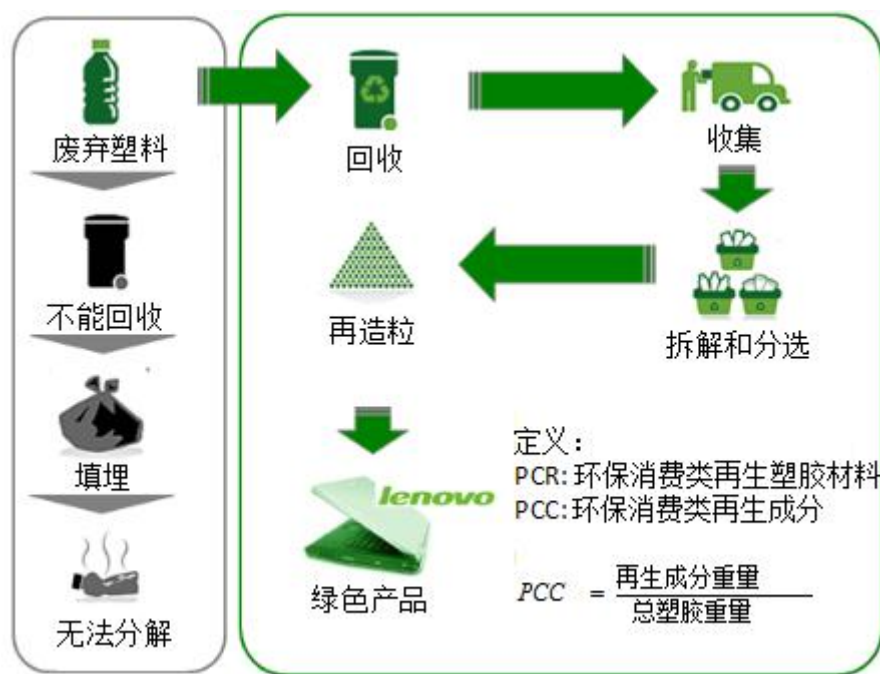 废弃塑料
不能回收
填埋
无法分解
回收
收集
拆解和分选
再造粒
lenovo
绿色产品
定义：
PCR:环保消费类再生塑胶材料
PCC:环保消费类再生成分
PCC = 再生成分重量
总塑胶重量